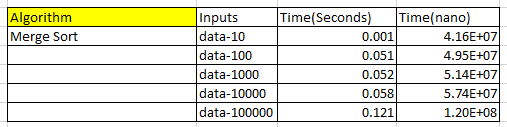 Algorithm Inputs Time(Seconds) Time(nano)
Merge Sort data-10 0.001 4.16E+07
data-100 0.051 4.95E+07
data-1000 0.052 5.14E+07
data-10000 0.058 5.74E+07
data-100000 0.121 1.20E+08